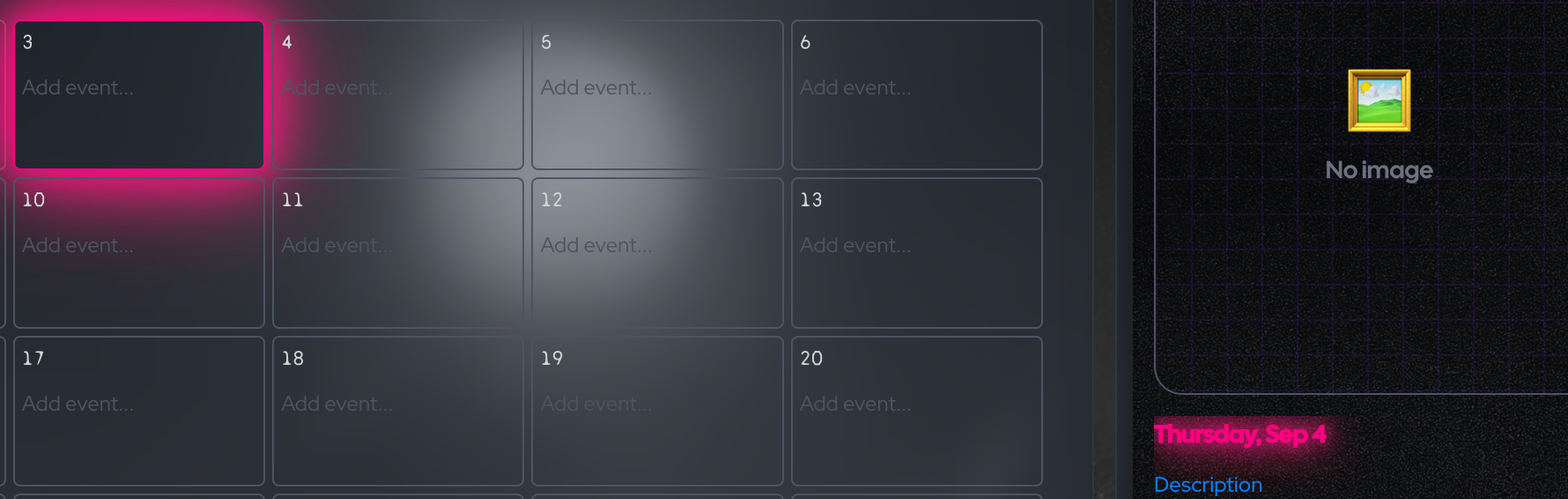 3
4
5
6
Add event...
Add event...
Add event...
Add event...
10
11
12
13
Add event...
Add event...
Add event...
Add event...
17
18
19
20
Add event...
Add event...
Add event...
Add event...
No image
Thursday, Sep 4
Description